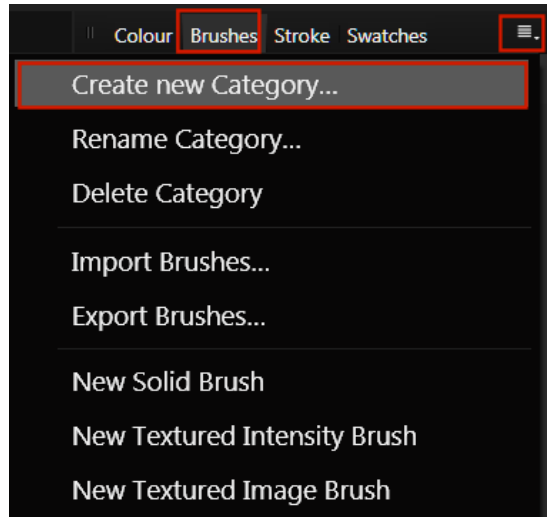 Colour Brushes Stroke Swatches
Create new Category...
Rename Category...
Delete Category
Import Brushes...
Export Brushes...
New Solid Brush
New Textured Intensity Brush
New Textured Image Brush